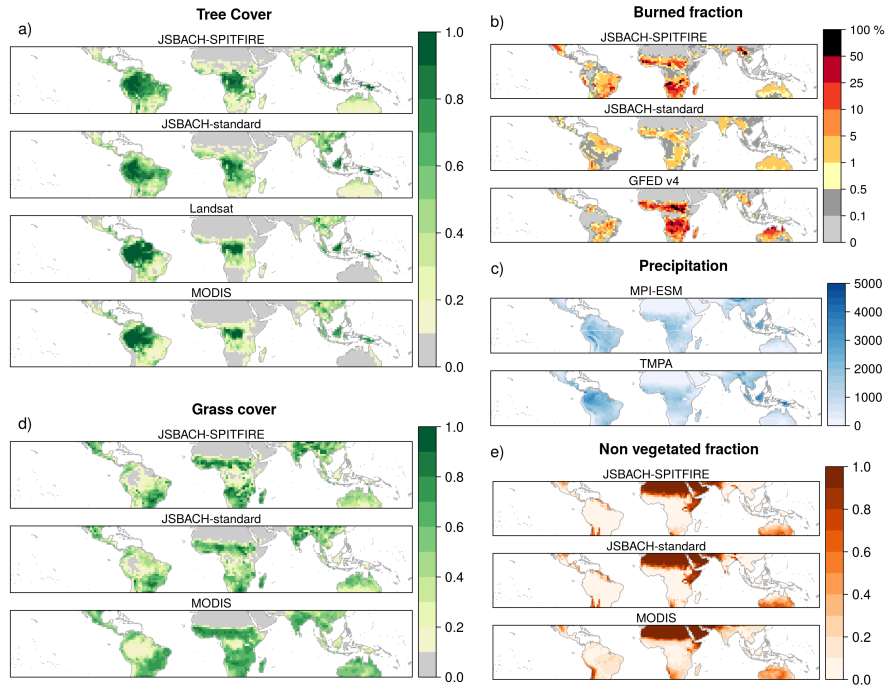 Tree Cover
a)
JSBACH-SPITFIRE
JSBACH-standard
Landsat
MODIS
1.0
0.8
0.6
0.4
0.2
0.0
Burned fraction
b)
JSBACH-SPITFIRE
JSBACH-standard
GFED v4
100 %
50
25
10
5
1
0.5
0.1
0
Precipitation
c)
MPI-ESM
TMPA
5000
4000
3000
2000
1000
0
Grass cover
d)
JSBACH-SPITFIRE
JSBACH-standard
MODIS
1.0
0.8
0.6
0.4
0.2
0.0
Non vegetated fraction
e)
JSBACH-SPITFIRE
JSBACH-standard
MODIS
1.0
0.8
0.6
0.4
0.2
0.0